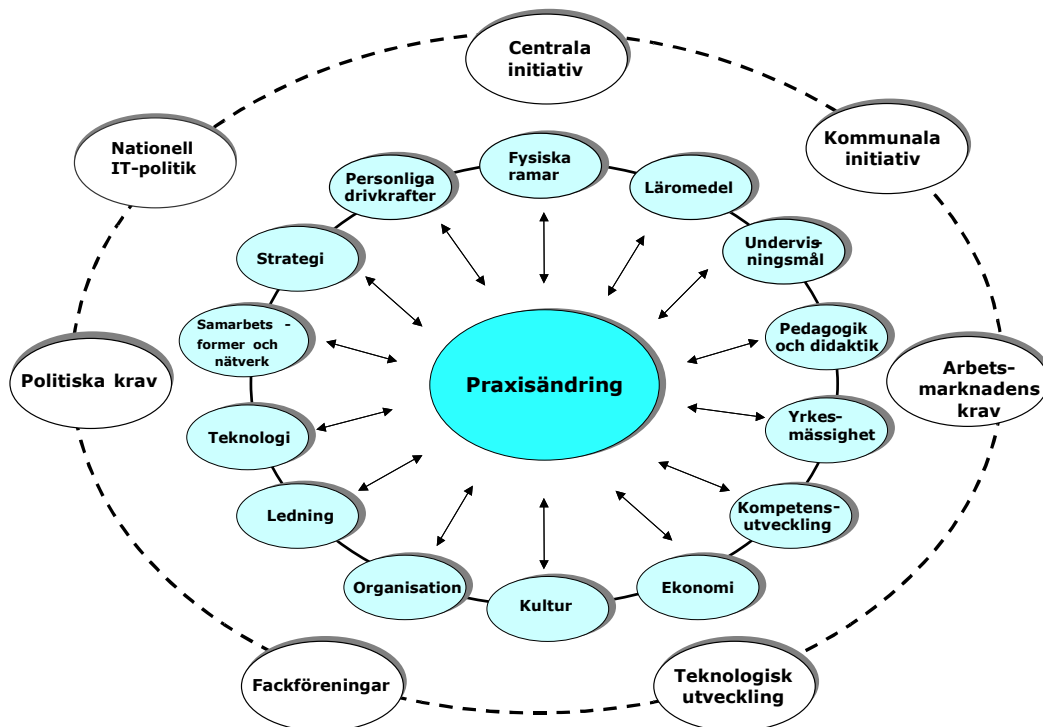 Centrala
initiativ
Nationell
IT-politik
Kommunala
initiativ
Fysiska
ramar
Personliga
drivkrafter
Läromedel
Strategi
Undervis-
ningsmål
Samarbets -
former och
nätverk
Pedagogik
och didaktik
Politiska krav
Praxisändring
Arbets-
marknadens
krav
Teknologi
Yrkes-
mässighet
Ledning
Kompetens-
utveckling
Organisation
Kultur
Ekonomi
Fackföreningar
Teknologisk
utveckling